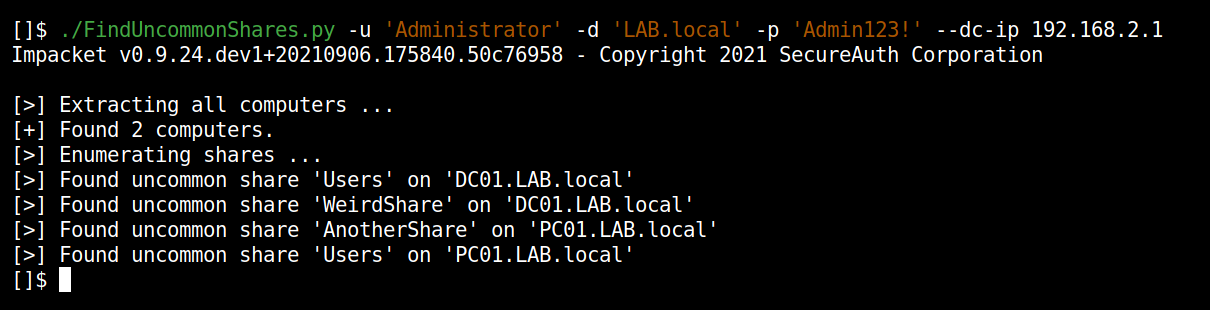 []$ ./FindUncommonShares.py -u 'Administrator' -d 'LAB.local' -p 'Admin123!' --dc-ip 192.168.2.1
Impacket v0.9.24.dev1+20210906.175840.50c76958 - Copyright 2021 SecureAuth Corporation
[>] Extracting all computers ...
[+] Found 2 computers.
[>] Enumerating shares ...
[>] Found uncommon share 'Users' on 'DC01.LAB.local'
[>] Found uncommon share 'WeirdShare' on 'DC01.LAB.local'
[>] Found uncommon share 'AnotherShare' on 'PC01.LAB.local'
[>] Found uncommon share 'Users' on 'PC01.LAB.local'
[]$